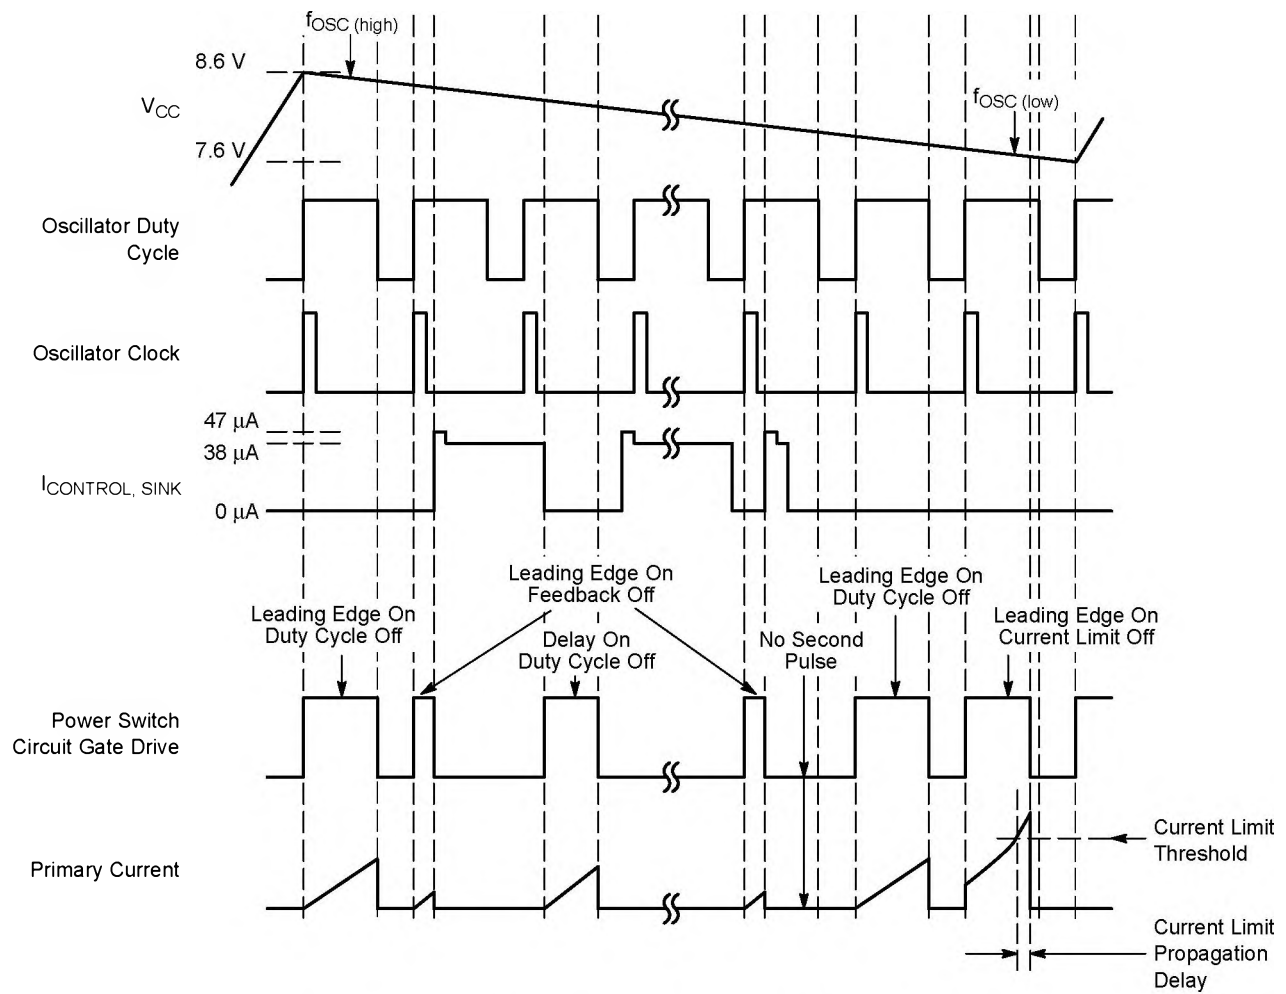 fOSC (high)
8.6 V
VCC
fOSC (low)
7.6 V
Oscillator Duty
Cycle
Oscillator Clock
47 µA
38 µA
ICONTROL, SINK
0 µA
Leading Edge On
Feedback Off
Leading Edge On
Duty Cycle Off
Leading Edge On
Duty Cycle Off
Delay On
Duty Cycle Off
No Second
Pulse
Leading Edge On
Current Limit Off
Power Switch
Circuit Gate Drive
Current Limit
Threshold
Primary Current
Current Limit
Propagation
Delay